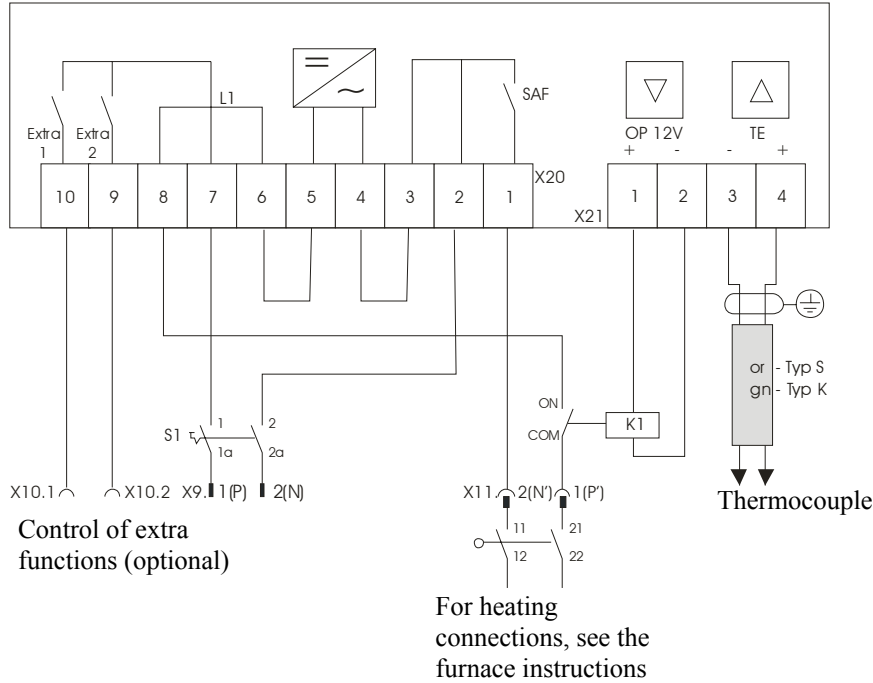 L1
SAF
Extra 1
Extra 2
OP 12V
+ -
TE
- +
X20
10 9 8 7 6 5 4 3 2 1
X21
1 2 3 4
or - Typ S
gn - Typ K
S1
1 2
1a 2a
ON
COM
K1
X10.1 X10.2 X9. 1(P) 2(N)
X11. 2(N') 1(P')
Thermocouple
11 21
12 22
Control of extra
functions (optional)
For heating
connections, see the
furnace instructions